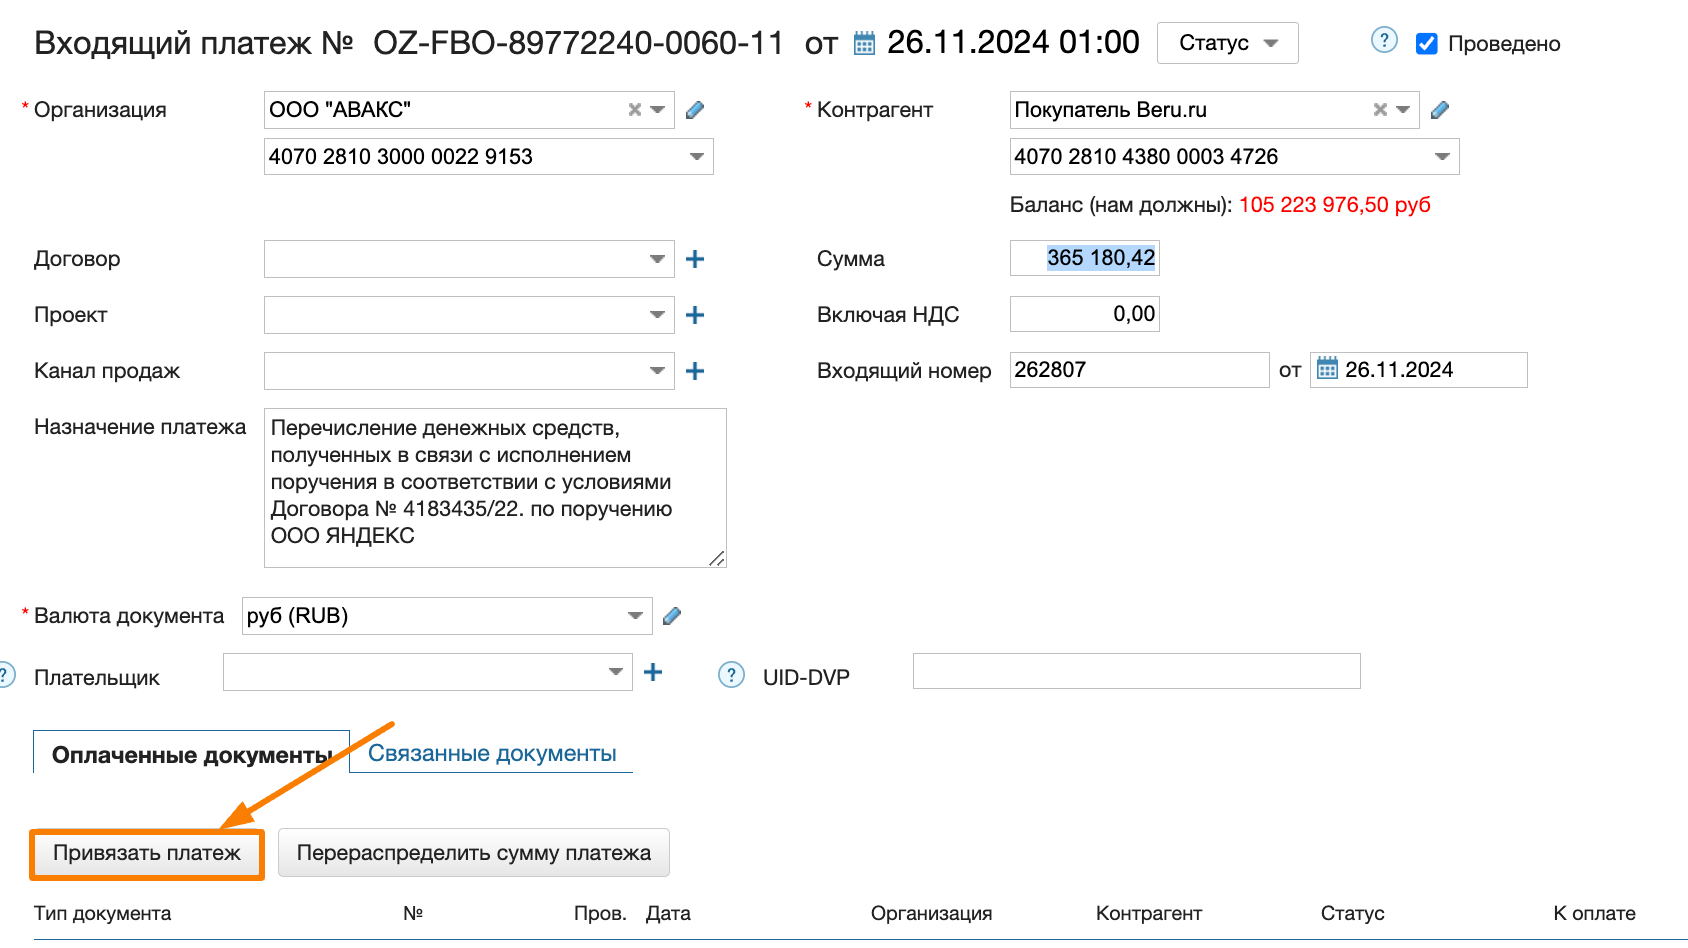 Входящий платеж № OZ-FBO-89772240-0060-11 от 26.11.2024 01:00 Статус ? Проведено
* Организация ООО "АВАКС" * Контрагент Покупатель Beru.ru
4070 2810 3000 0022 9153 4070 2810 4380 0003 4726
Баланс (нам должны): 105 223 976,50 руб
Договор Сумма 365 180,42
Проект Включая НДС 0,00
Канал продаж Входящий номер 262807 от 26.11.2024
Назначение платежа Перечисление денежных средств,
полученных в связи с исполнением
поручения в соответствии с условиями
Договора № 4183435/22. по поручению
ООО ЯНДЕКС
* Валюта документа руб (RUB)
? Плательщик ? UID-DVP
Оплаченные документы Связанные документы
Привязать платеж Перераспределить сумму платежа
Тип документа № Пров. Дата Организация Контрагент Статус К оплате